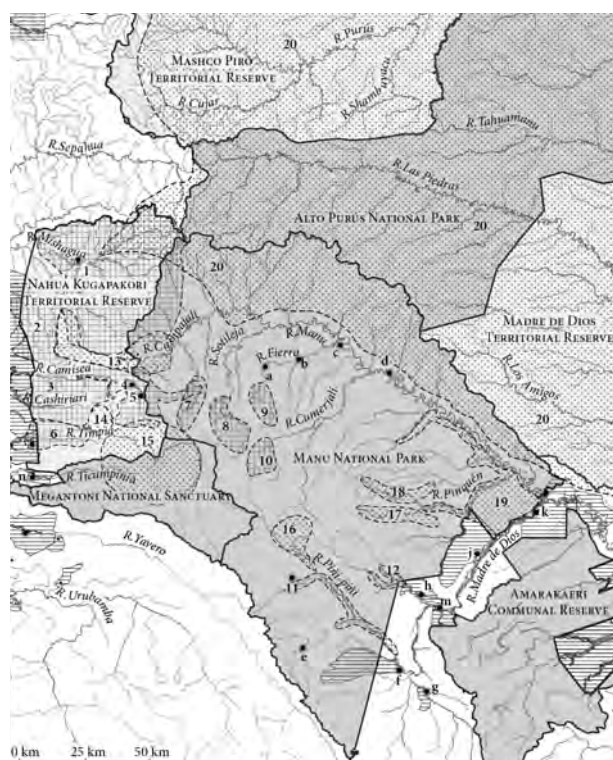 20
R.Purús
MASHCO PIRO
TERRITORIAL RESERVE
R.Shambuyacu
R.Cujar
R.Tahuamanu
R.Sepahua
R.Las Piedras
ALTO PURÚS NATIONAL PARK
20
R.Mishagua
1
20
NAHUA KUGAPAKORI
TERRITORIAL RESERVE
MADRE DE DIOS
TERRITORIAL RESERVE
2
R.Sotileja
R.Manu
c
R.Fierro
b
a
d
13
R.Camisea
R.Los Amigos
3
4
R.Cashiriari
5
R.Cumerjali
9
8
20
14
R.Timpia
6
15
10
MANU NATIONAL PARK
n
R.Ticumpinia
MEGANTONI NATIONAL SANCTUARY
18
R.Pinquén
19
17
k
R.Yavero
16
j
R.Madre de Dios
R.Urubamba
R.Pini pini
12
h
m
11
AMARAKAERI
COMMUNAL RESERVE
e
f
g
0 km
25 km
50 km